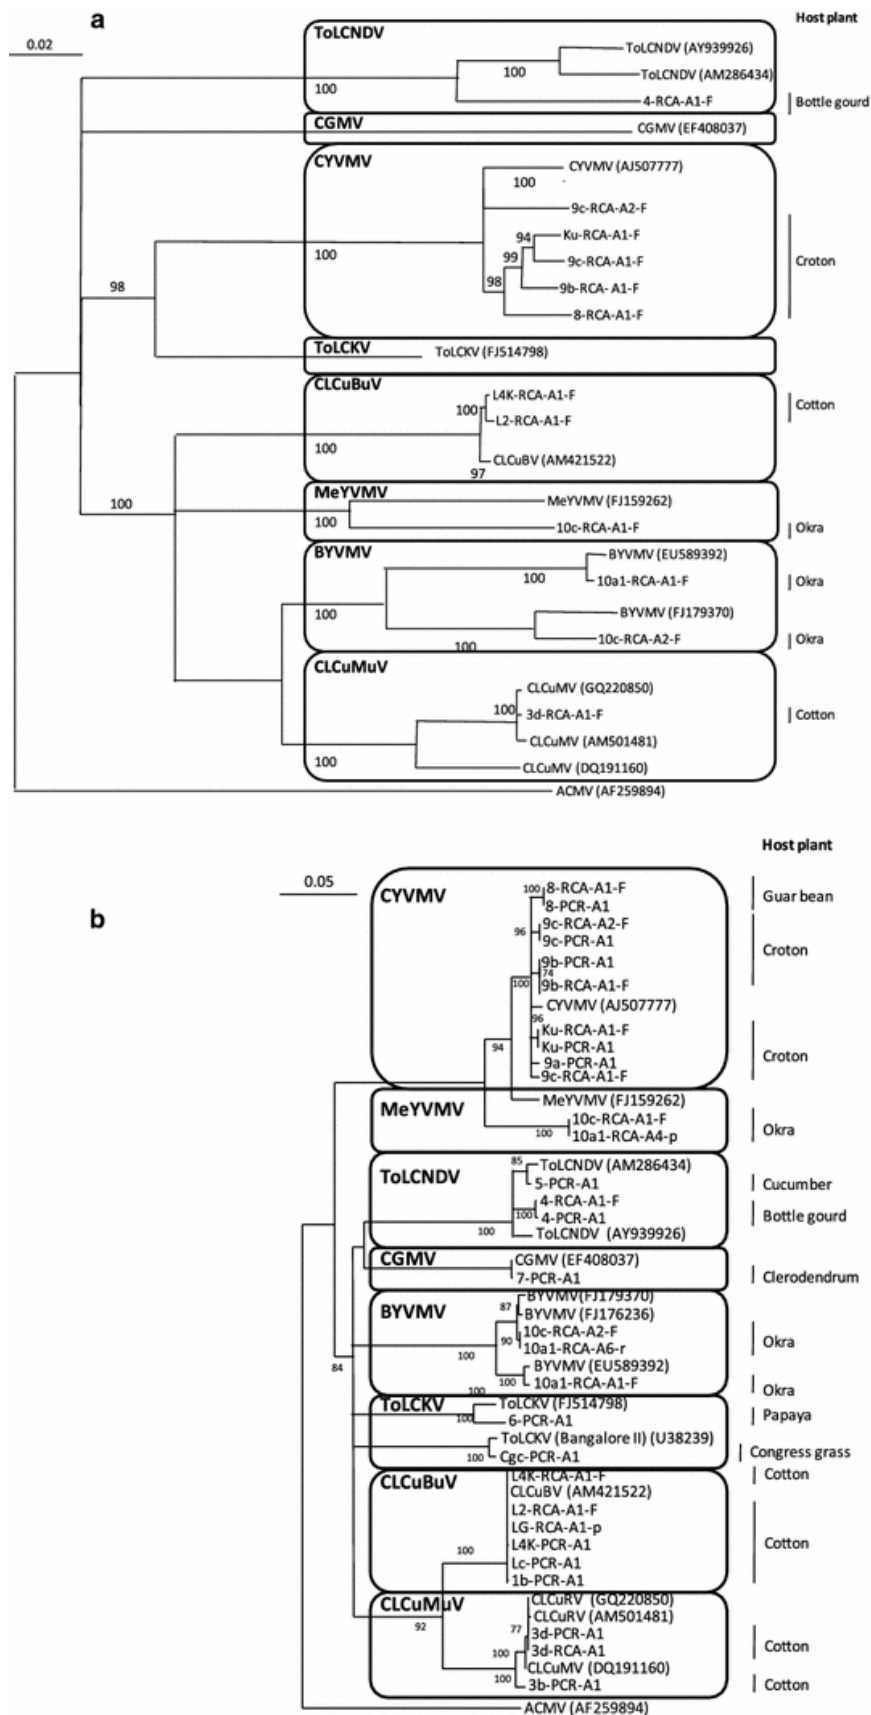 a
Host plant
0.02
ToLCNDV
ToLCNDV (AY939926)
100
ToLCNDV (AM286434)
100
4-RCA-A1-F
Bottle gourd
CGMV
CGMV (EF408037)
CYVMV
CYVMV (AJ507777)
100
9c-RCA-A2-F
94
Ku-RCA-A1-F
100
99
9c-RCA-A1-F
Croton
98
98
9b-RCA- A1-F
8-RCA-A1-F
ToLCKV
ToLCKV (FJ514798)
CLCuBuV
L4K-RCA-A1-F
Cotton
100
L2-RCA-A1-F
100
CLCuBV (AM421522)
97
MeYVMV
MeYVMV (FJ159262)
100
100
10c-RCA-A1-F
Okra
BYVMV
BYVMV (EU589392)
100
10a1-RCA-A1-F
Okra
100
BYVMV (FJ179370)
10c-RCA-A2-F
Okra
100
CLCuMuV
CLCuMV (GQ220850)
100
3d-RCA-A1-F
Cotton
CLCuMV (AM501481)
100
CLCuMV (DQ191160)
ACMV (AF259894)
Host plant
0.05
b
CYVMV
100
8-RCA-A1-F
Guar bean
8-PCR-A1
9c-RCA-A2-F
96
9c-PCR-A1
Croton
9b-PCR-A1
74
100
9b-RCA-A1-F
CYVMV (AJ507777)
96
Ku-RCA-A1-F
Ku-PCR-A1
94
9a-PCR-A1
Croton
9c-RCA-A1-F
MeYVMV
MeYVMV (FJ159262)
10c-RCA-A1-F
100
10a1-RCA-A4-p
Okra
ToLCNDV
85
ToLCNDV (AM286434)
5-PCR-A1
Cucumber
4-RCA-A1-F
100
4-PCR-A1
Bottle gourd
100
ToLCNDV (AY939926)
CGMV
CGMV (EF408037)
7-PCR-A1
Clerodendrum
BYVMV
BYVMV(FJ179370)
87
BYVMV (FJ176236)
10c-RCA-A2-F
90
10a1-RCA-A6-r
Okra
100
84
BYVMV (EU589392)
100
10a1-RCA-A1-F
Okra
100
ToLCKV
ToLCKV (FJ514798)
100
6-PCR-A1
Papaya
ToLCKV (Bangalore II) (U38239)
100
Cgc-PCR-A1
Congress grass
CLCuBuV
L4K-RCA-A1-F
Cotton
CLCuBV (AM421522)
L2-RCA-A1-F
LG-RCA-A1-p
L4K-PCR-A1
Cotton
100
Lc-PCR-A1
1b-PCR-A1
CLCuMuV
CLCuRV (GQ220850)
CLCuRV (AM501481)
92
77
3d-PCR-A1
3d-RCA-A1
Cotton
100
CLCuMV (DQ191160)
100
3b-PCR-A1
Cotton
ACMV (AF259894)